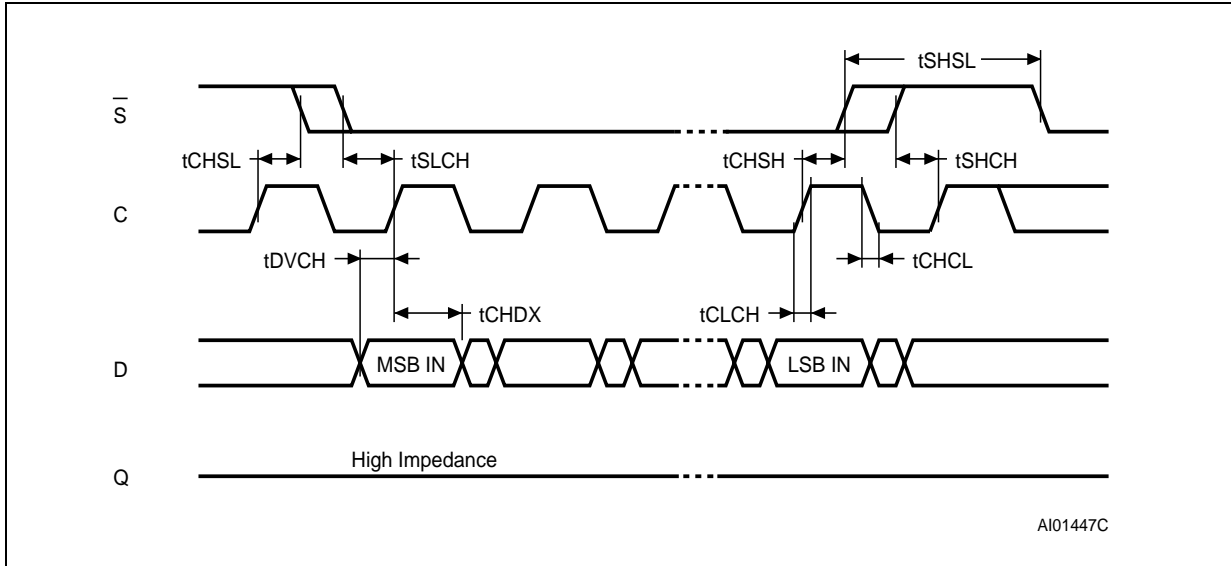 tSHSL
S̅
tCHSL tSLCH tCHSH tSHCH
C
tDVCH tCHCL
tCHDX tCLCH
D MSB IN LSB IN
High Impedance
Q
AI01447C